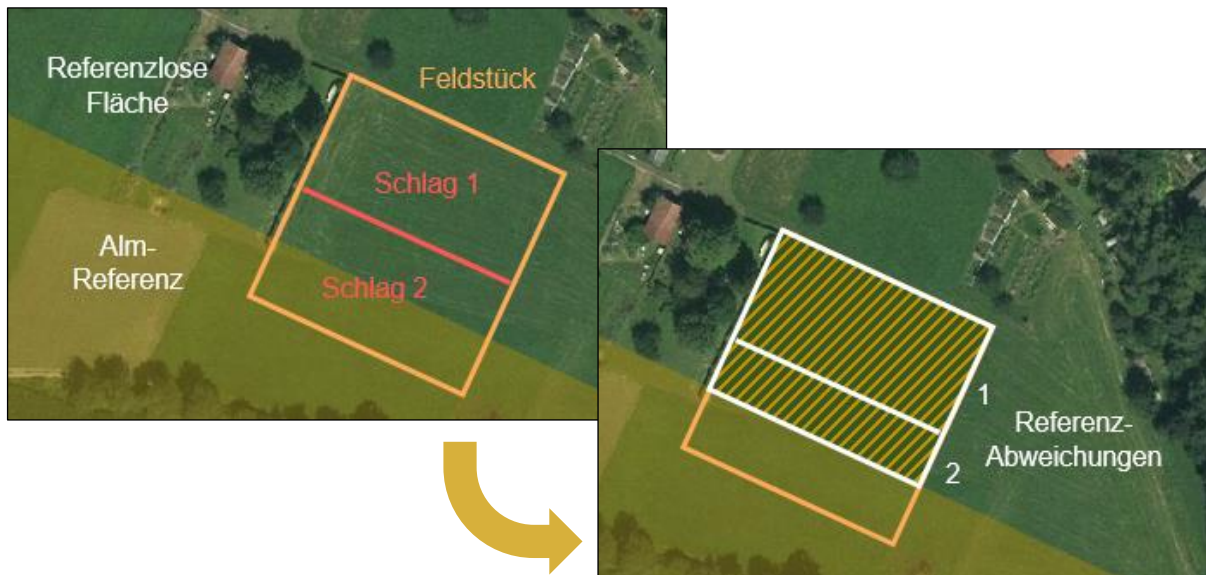 Referenzlose
Fläche
Feldstück
Schlag 1
Alm-
Referenz
Schlag 2
1
Referenz-
Abweichungen
2